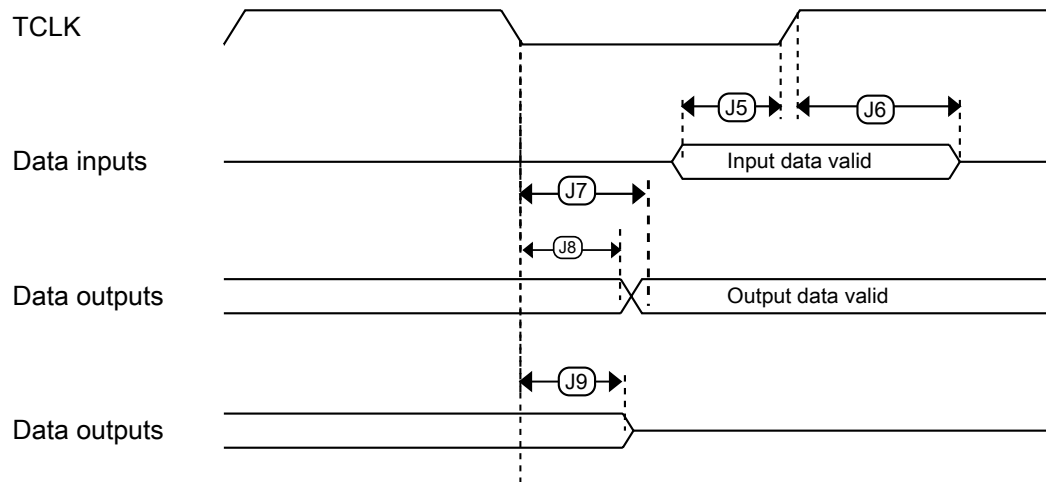 TCLK
J5
J6
Data inputs
Input data valid
J7
J8
Data outputs
Output data valid
J9
Data outputs